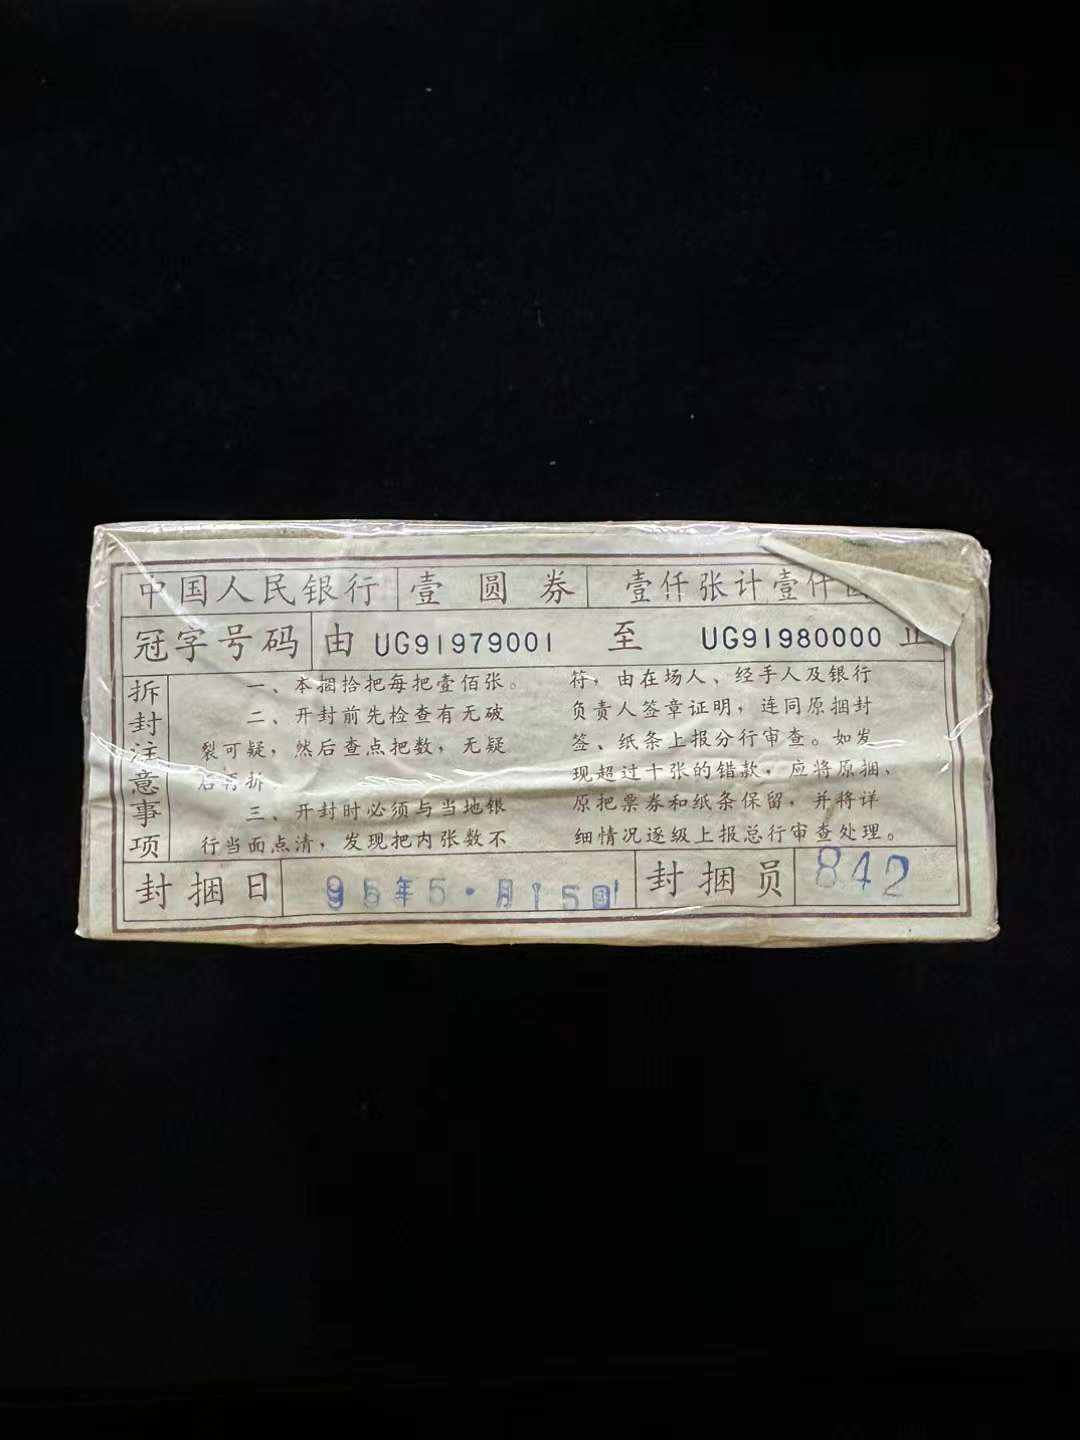 中国人民银行 壹圆券 壹仟张计壹仟
冠字号码 由 UG91979001 至 UG91980000 止
拆封注意事项
一、本捆拾把每把壹佰张。
二、开封前先检查有无破
裂可疑，然后查点把数，无疑
后再拆
三、开封时必须与当地银
行当面点清，发现把内张数不
符，由在场人、经手人及银行
负责人签章证明，连同原捆封
签、纸条上报分行审查。如发
现超过十张的错款，应将原捆、
原把票券和纸条保留，并将详
细情况逐级上报总行审查处理。
封捆日 95年5·月15 封捆员 842